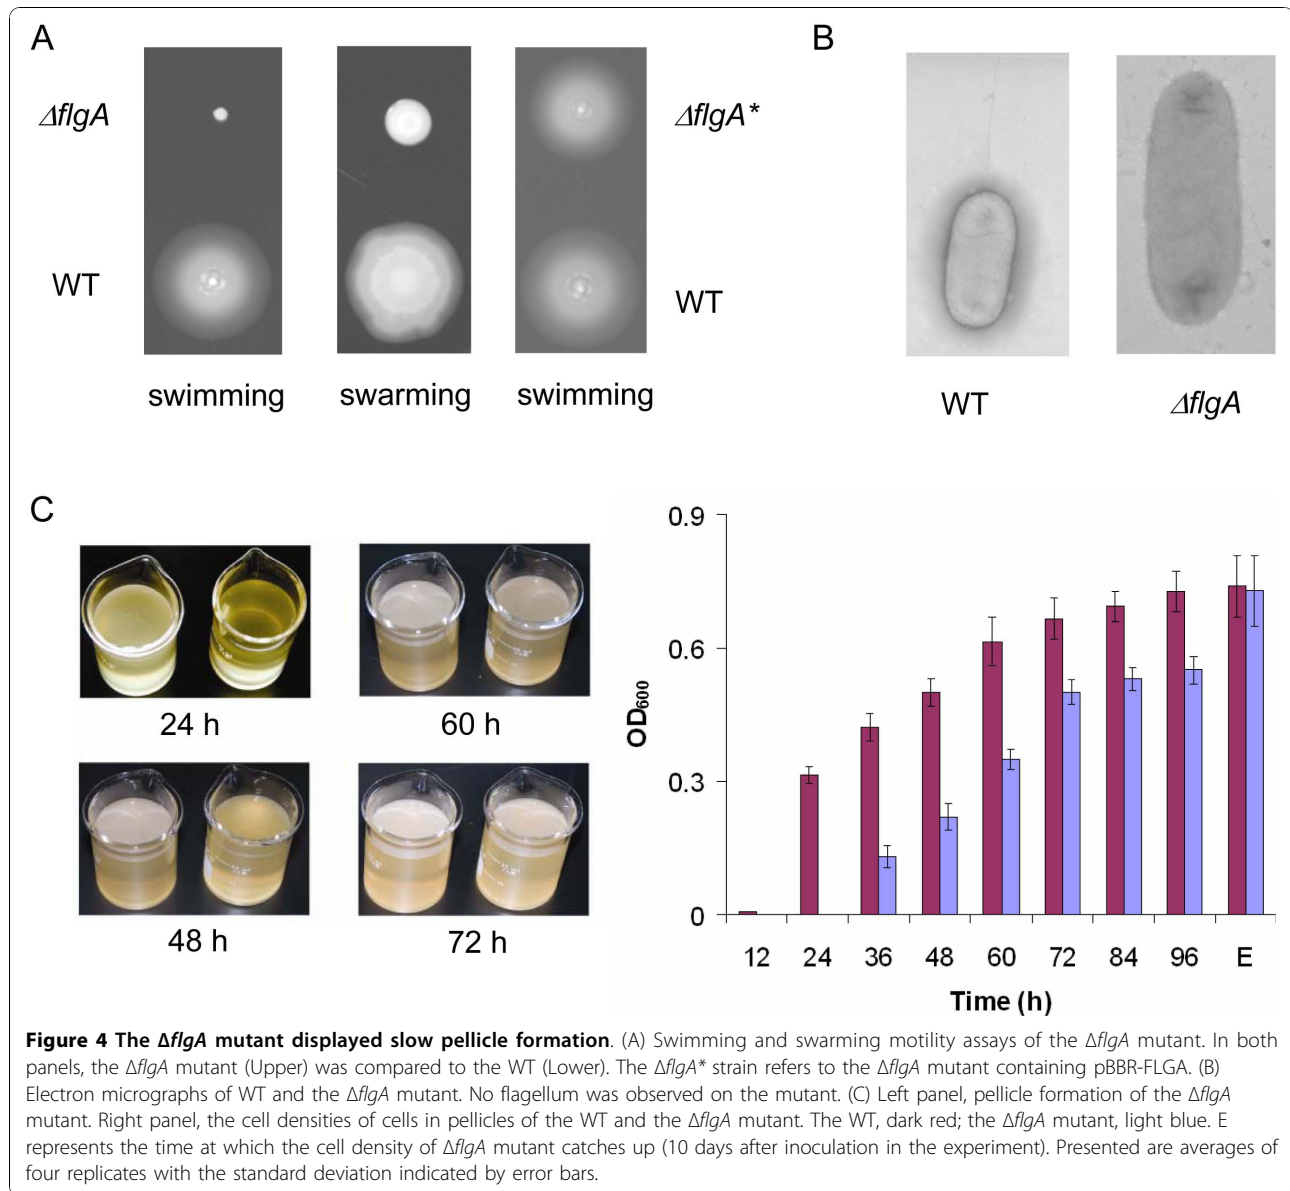 A
B
ΔflgA
ΔflgA*
WT
WT
swimming
swarming
swimming
WT
ΔflgA
C
24 h
60 h
48 h
72 h
0.9
0.6
0.3
0
OD600
12 24 36 48 60 72 84 96 E
Time (h)
Figure 4 The ΔflgA mutant displayed slow pellicle formation. (A) Swimming and swarming motility assays of the ΔflgA mutant. In both
panels, the ΔflgA mutant (Upper) was compared to the WT (Lower). The ΔflgA* strain refers to the ΔflgA mutant containing pBBR-FLGA. (B)
Electron micrographs of WT and the ΔflgA mutant. No flagellum was observed on the mutant. (C) Left panel, pellicle formation of the ΔflgA
mutant. Right panel, the cell densities of cells in pellicles of the WT and the ΔflgA mutant. The WT, dark red; the ΔflgA mutant, light blue. E
represents the time at which the cell density of ΔflgA mutant catches up (10 days after inoculation in the experiment). Presented are averages of
four replicates with the standard deviation indicated by error bars.